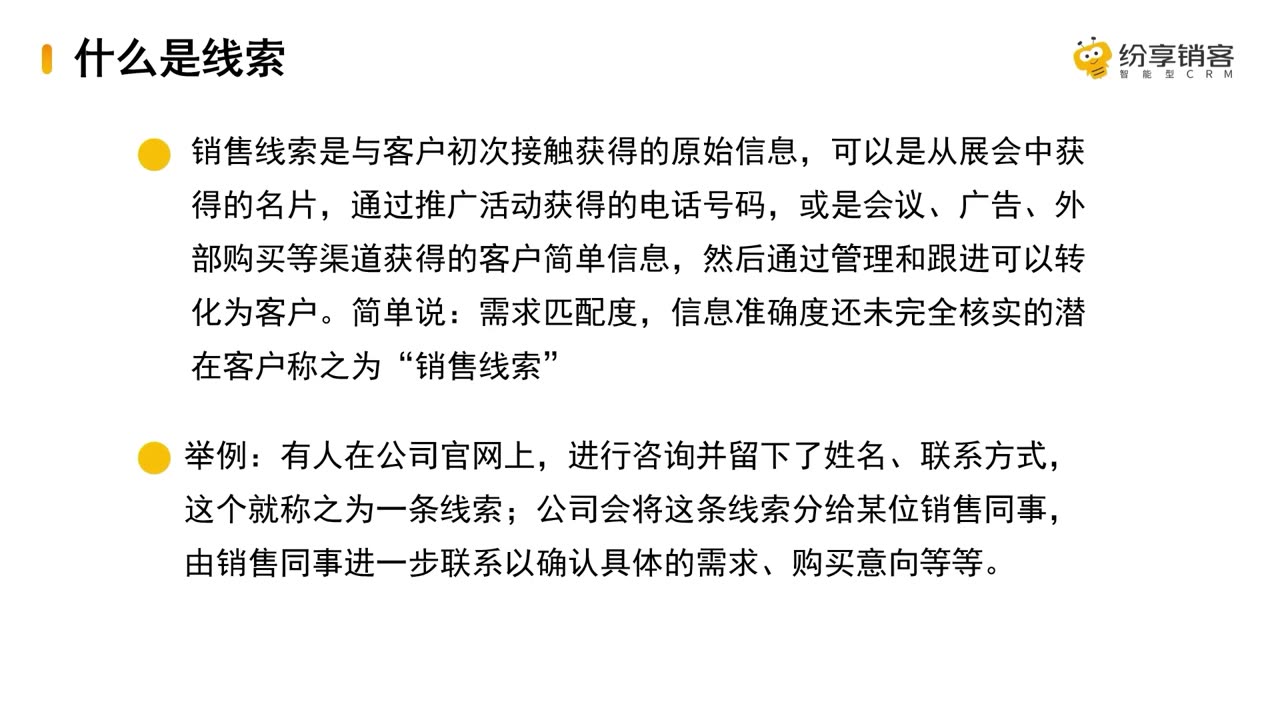 什么是线索
纷享销客
智能型CRM
销售线索是与客户初次接触获得的原始信息，可以是从展会中获
得的名片，通过推广活动获得的电话号码，或是会议、广告、外
部购买等渠道获得的客户简单信息，然后通过管理和跟进可以转
化为客户。简单说：需求匹配度，信息准确度还未完全核实的潜
在客户称之为“销售线索”
举例：有人在公司官网上，进行咨询并留下了姓名、联系方式，
这个就称之为一条线索；公司会将这条线索分给某位销售同事，
由销售同事进一步联系以确认具体的需求、购买意向等等。